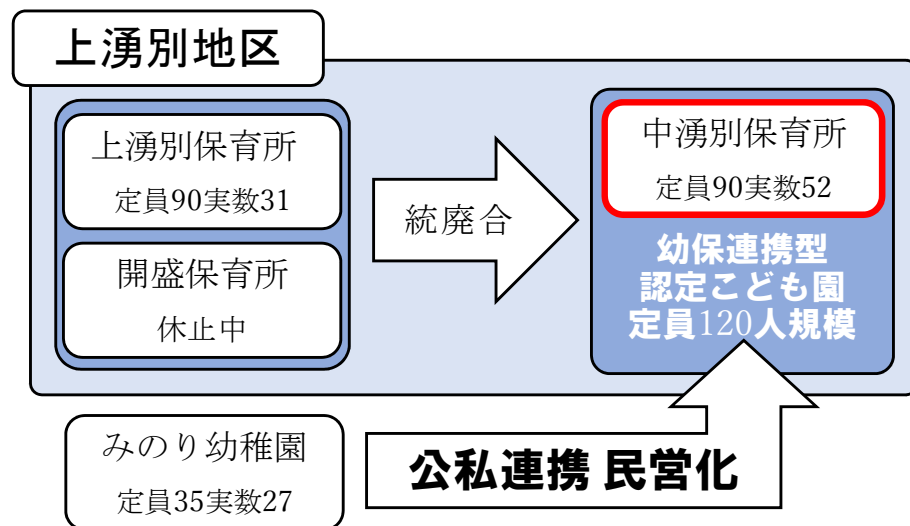 上湧別地区
上湧別保育所
定員90実数31
開盛保育所
休止中
統廃合
中湧別保育所
定員90実数52
幼保連携型
認定こども園
定員120人規模
みのり幼稚園
定員35実数27
公私連携 民営化